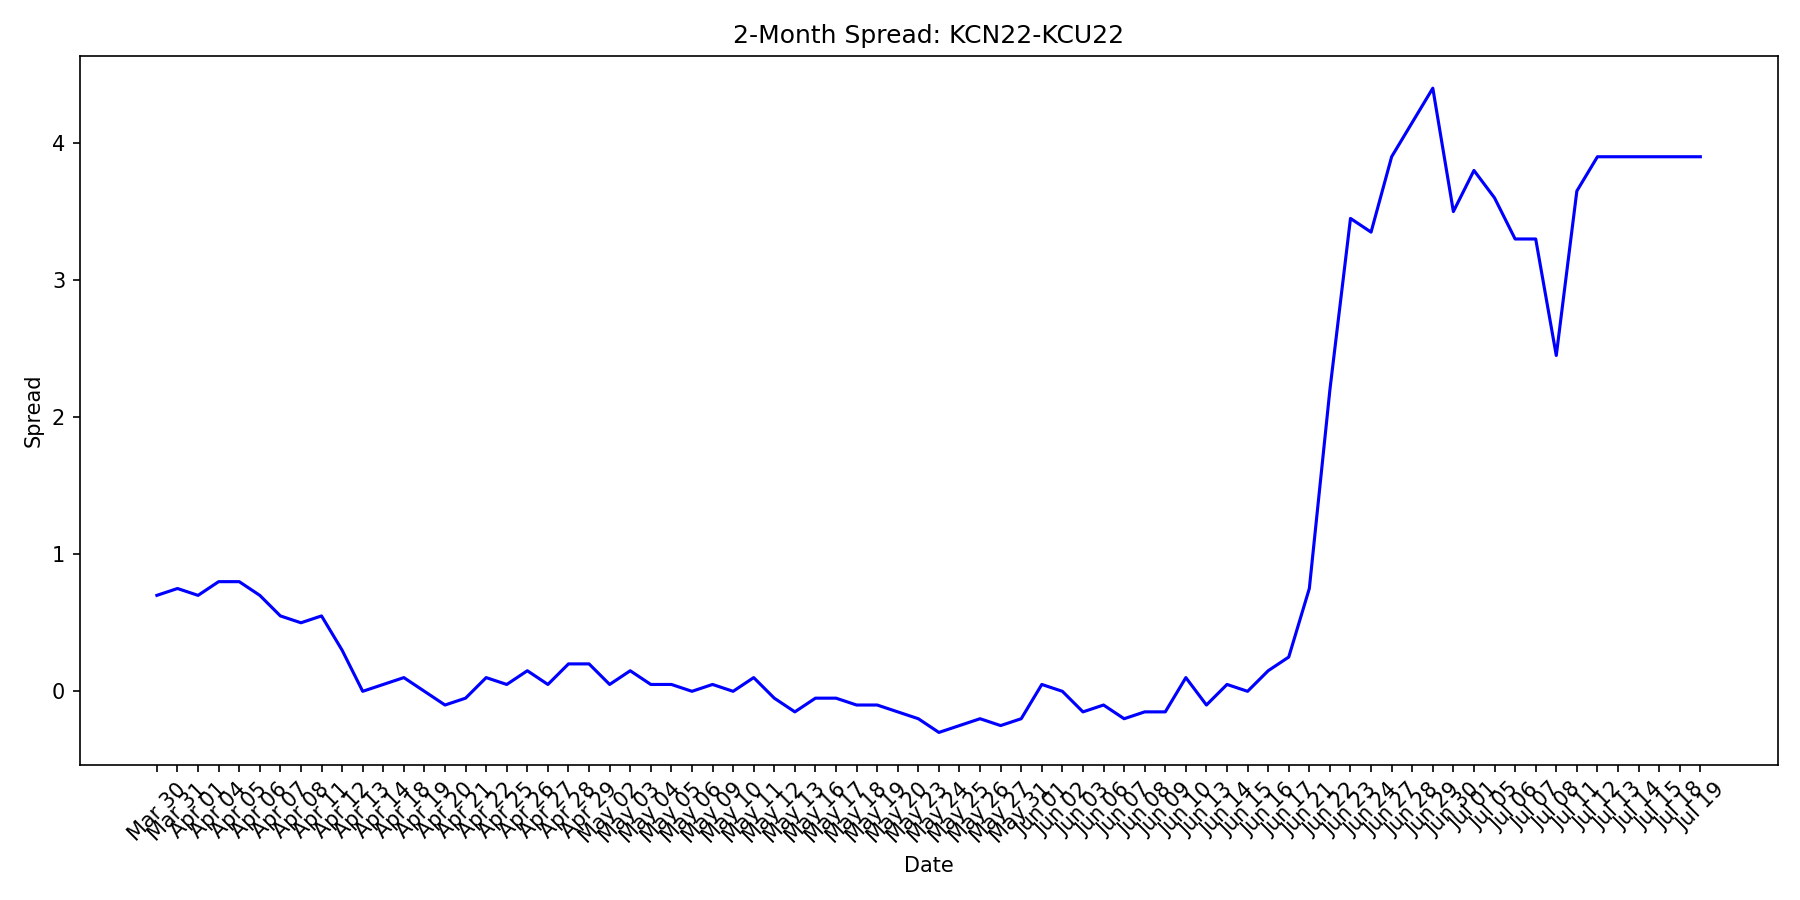 2-Month Spread: KCN22-KCU22
Spread
4
3
2
1
0
Mar 30
Mar 31
Apr 01
Apr 04
Apr 05
Apr 06
Apr 07
Apr 08
Apr 11
Apr 12
Apr 13
Apr 14
Apr 18
Apr 19
Apr 20
Apr 21
Apr 22
Apr 25
Apr 26
Apr 27
Apr 28
Apr 29
May 02
May 03
May 04
May 05
May 06
May 09
May 10
May 11
May 12
May 13
May 16
May 17
May 18
May 19
May 20
May 23
May 24
May 25
May 26
May 27
May 31
Jun 01
Jun 02
Jun 03
Jun 06
Jun 07
Jun 08
Jun 09
Jun 10
Jun 13
Jun 14
Jun 15
Jun 16
Jun 17
Jun 21
Jun 22
Jun 23
Jun 24
Jun 27
Jun 28
Jun 29
Jun 30
Jul 01
Jul 05
Jul 06
Jul 07
Jul 08
Jul 11
Jul 12
Jul 13
Jul 14
Jul 15
Jul 18
Jul 19
Date